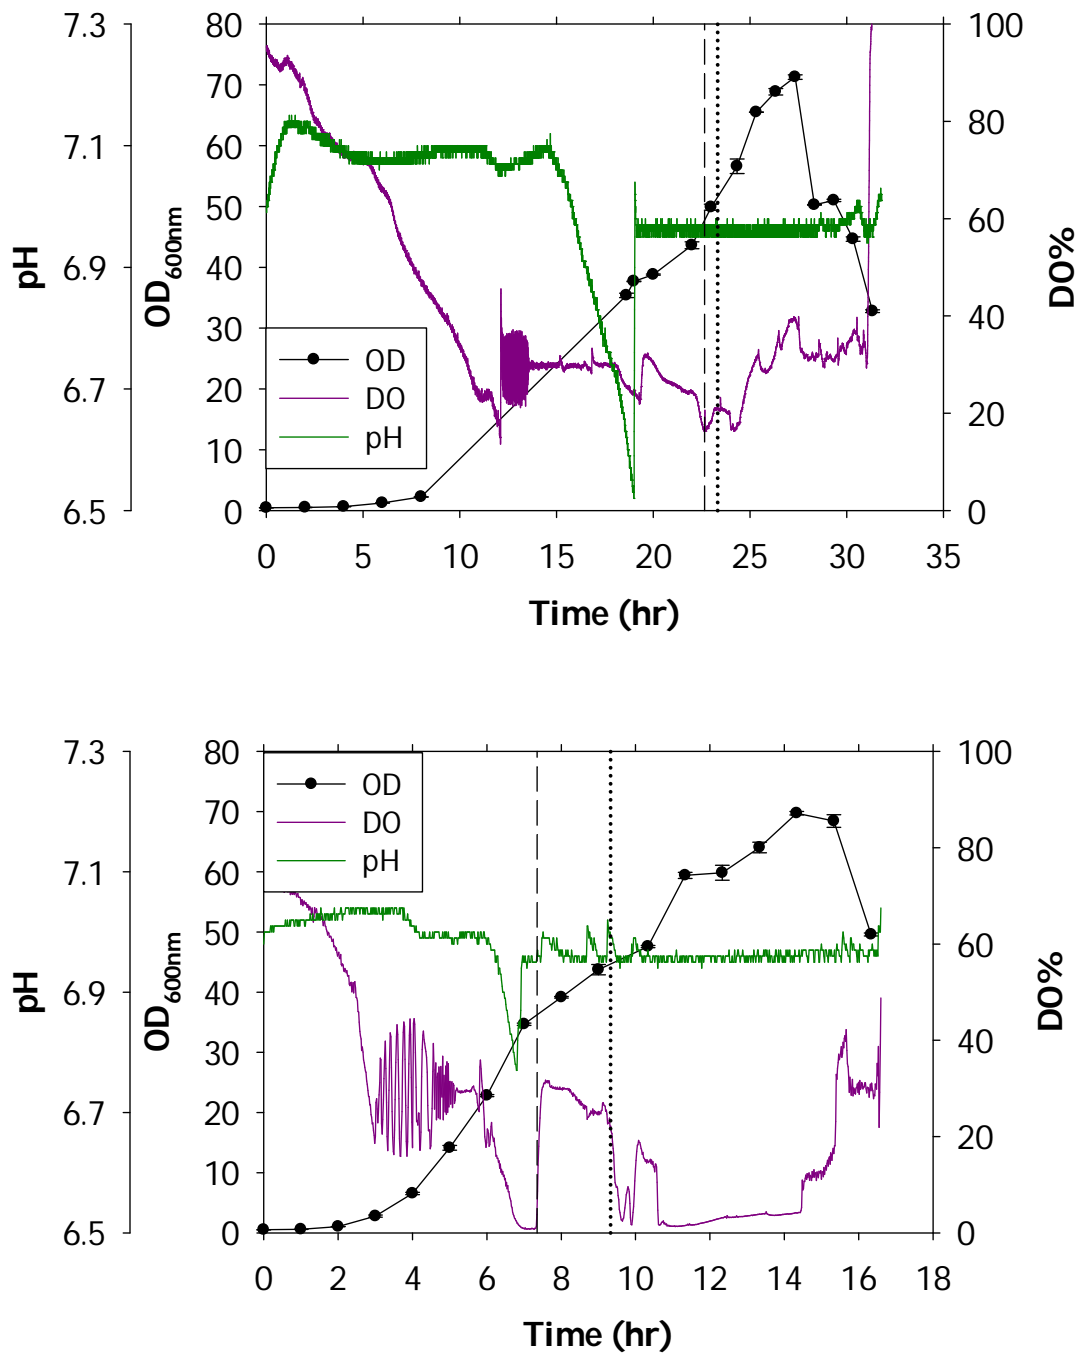 7.3 80 100
70
7.1 60 80
50 60
pH 6.9 OD600nm 40 DO%
30 40
OD
6.7 20 DO 20
10 pH
6.5 0 0
0 5 10 15 20 25 30 35
Time (hr)
7.3 80 100
OD
70
DO
7.1 60 pH 80
50 60
pH 6.9 OD600nm 40 DO%
30 40
6.7 20 20
10
6.5 0 0
0 2 4 6 8 10 12 14 16 18
Time (hr)